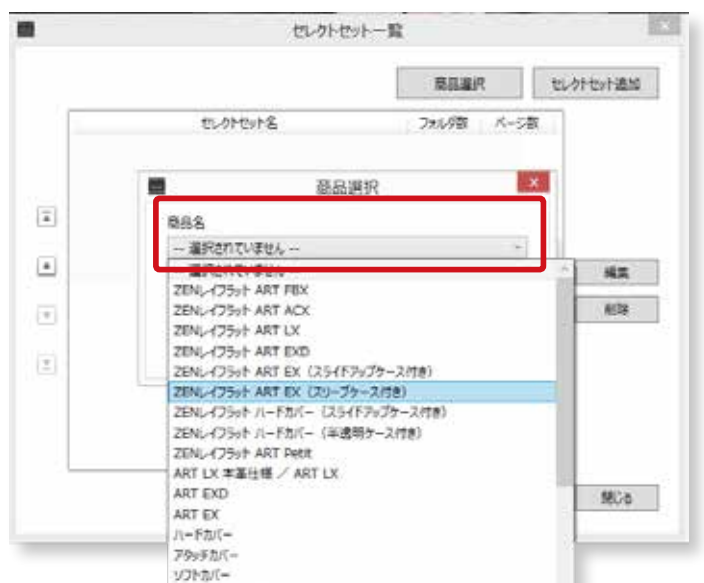 セレクトセット一覧
商品選択
セレクトセット追加
セレクトセット名
フォルダ数
ページ数
商品選択
商品名
-- 選択されていません --
-- 選択されていません --
ZENレイフラット ART FBX
ZENレイフラット ART ACX
ZENレイフラット ART LX
ZENレイフラット ART EXD
ZENレイフラット ART EX（スライドアップケース付き）
ZENレイフラット ART EX（スリーブケース付き）
ZENレイフラット ハードカバー（スライドアップケース付き）
ZENレイフラット ハードカバー（半透明ケース付き）
ZENレイフラット ART Petit
ART LX 本革仕様 ／ ART LX
ART EXD
ART EX
ハードカバー
アタッチカバー
ソフトカバー
編集
削除
閉じる